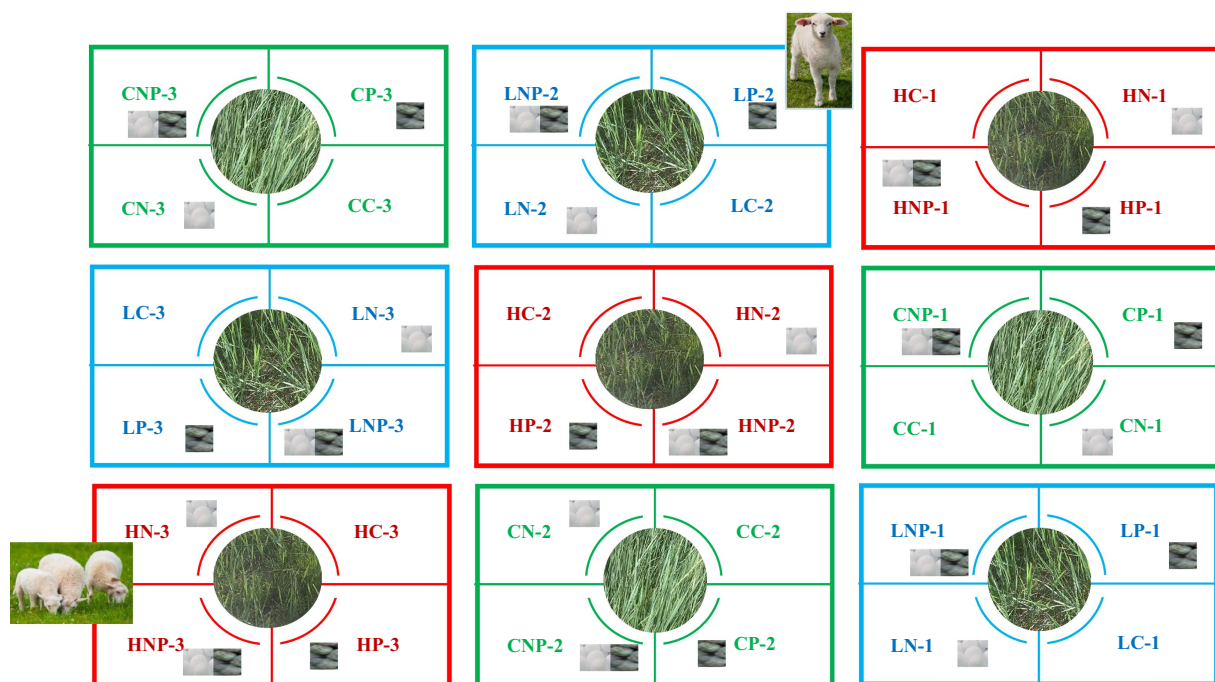 CNP-3
CP-3
CN-3
CC-3
LNP-2
LP-2
LN-2
LC-2
HC-1
HN-1
HNP-1
HP-1
LC-3
LN-3
LP-3
LNP-3
HC-2
HN-2
HP-2
HNP-2
CNP-1
CP-1
CC-1
CN-1
HN-3
HC-3
HNP-3
HP-3
CN-2
CC-2
CNP-2
CP-2
LNP-1
LP-1
LN-1
LC-1